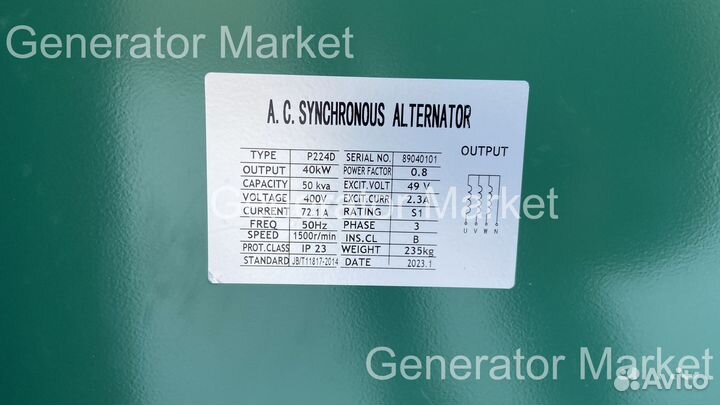 Generator Market
A.C. SYNCHRONOUS ALTERNATOR
TYPE P224D SERIAL NO. 89040101
OUTPUT 40kW POWER FACTOR 0.8
CAPACITY 50 kva EXCIT.VOLT 49 V
VOLTAGE 400V EXCIT.CURR 2.3A
CURRENT 72.1A RATING S1
FREQ 50Hz PHASE 3
SPEED 1500r/min INS.CL B
PROT.CLASS IP 23 WEIGHT 235kg
STANDARD JB/T11817-2014 DATE 2023.1
OUTPUT
U V W N
Generator Market
Generator Market
Avito